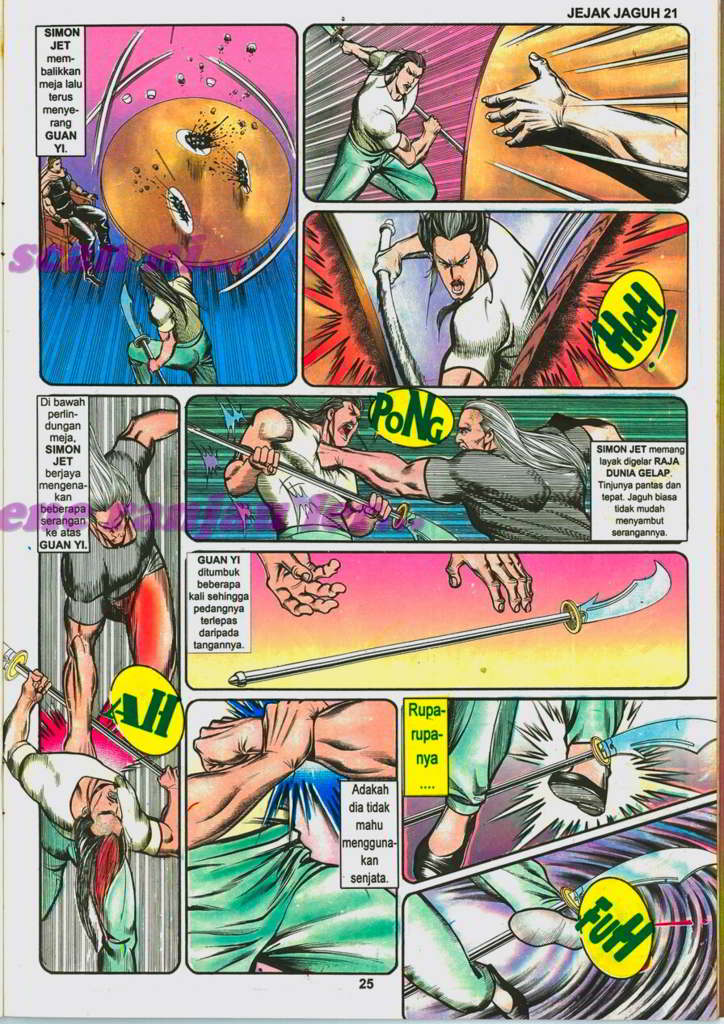 JEJAK JAGUH 21
SIMON
JET
mem-
balikkan
meja lalu
terus
menye-
rang
GUAN
YI.
HAH!
Di bawah
perlin-
dungan
meja,
SIMON
JET
berjaya
mengena-
kan
beberapa
serangan
ke atas
GUAN YI.
AH
PONG
SIMON JET memang
layak digelar RAJA
DUNIA GELAP.
Tinjunya pantas dan
tepat. Jaguh biasa
tidak mudah
menyambut
serangannya.
GUAN YI
ditumbuk
beberapa
kali sehingga
pedangnya
terlepas
daripada
tangannya.
Adakah
dia tidak
mahu
mengguna-
kan
senjata.
Rupa-
rupa-
nya
....
FUH
25